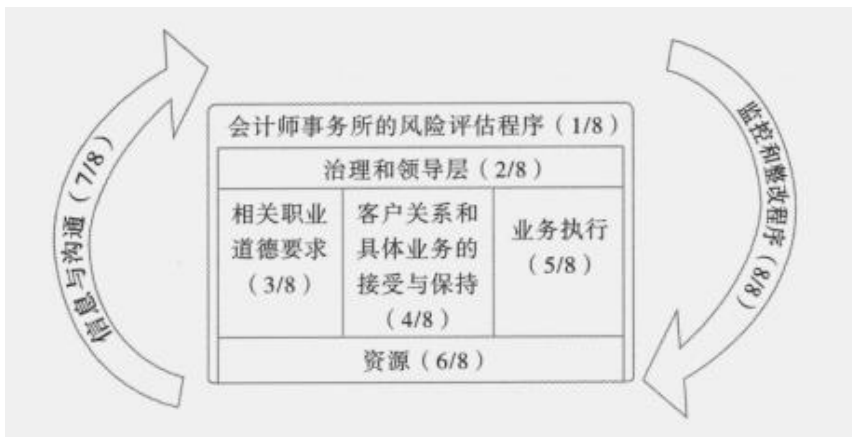 会计师事务所的风险评估程序（1/8）
治理和领导层（2/8）
相关职业
道德要求
（3/8）
客户关系和
具体业务的
接受与保持
（4/8）
业务执行
（5/8）
资源（6/8）
信息与沟通（7/8）
监控和整改程序（8/8）